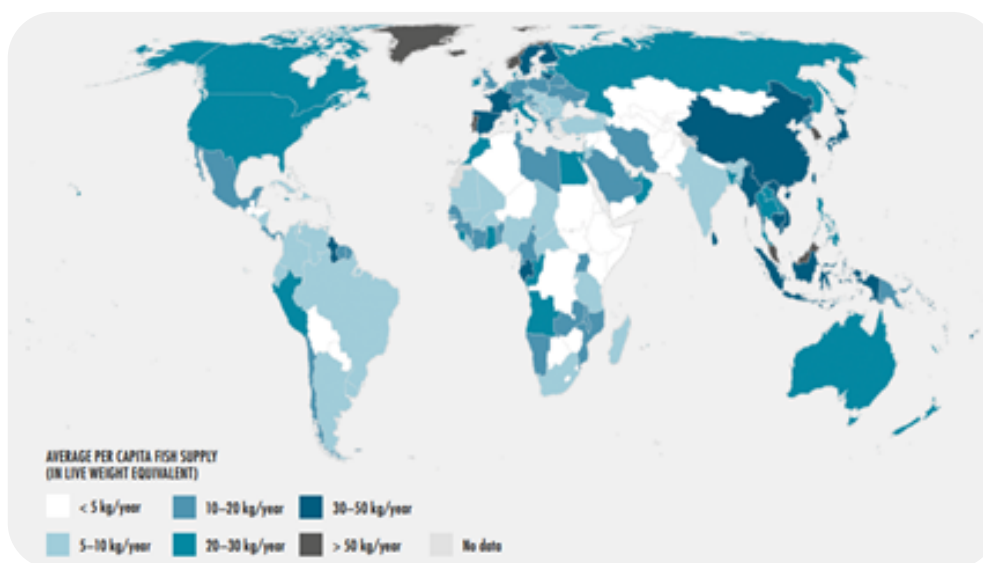 AVERAGE PER CAPITA FISH SUPPLY
(IN LIVE WEIGHT EQUIVALENT)
< 5 kg/year 10–20 kg/year 30–50 kg/year
5–10 kg/year 20–30 kg/year > 50 kg/year No data